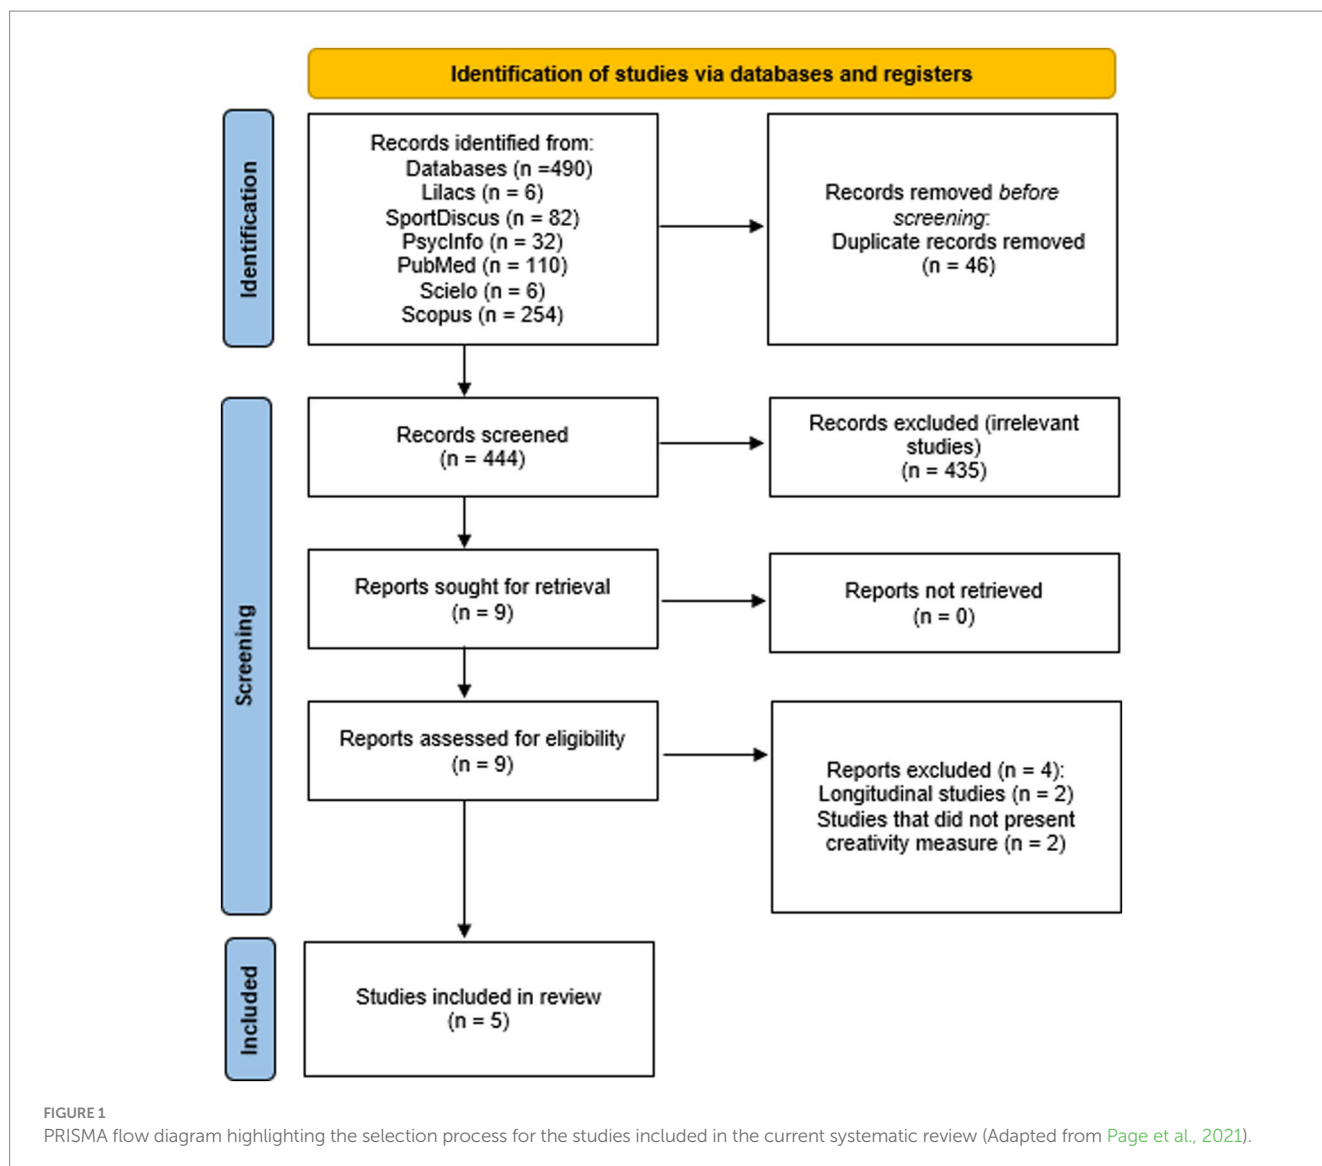 Identification of studies via databases and registers
Identification
Records identified from:
Databases (n =490)
Lilacs (n = 6)
SportDiscus (n = 82)
PsycInfo (n = 32)
PubMed (n = 110)
Scielo (n = 6)
Scopus (n = 254)
Records removed before
screening:
Duplicate records removed
(n = 46)
Screening
Records screened
(n = 444)
Records excluded (irrelevant
studies)
(n = 435)
Reports sought for retrieval
(n = 9)
Reports not retrieved
(n = 0)
Reports assessed for eligibility
(n = 9)
Reports excluded (n = 4):
Longitudinal studies (n = 2)
Studies that did not present
creativity measure (n = 2)
Included
Studies included in review
(n = 5)
FIGURE 1
PRISMA flow diagram highlighting the selection process for the studies included in the current systematic review (Adapted from Page et al., 2021).